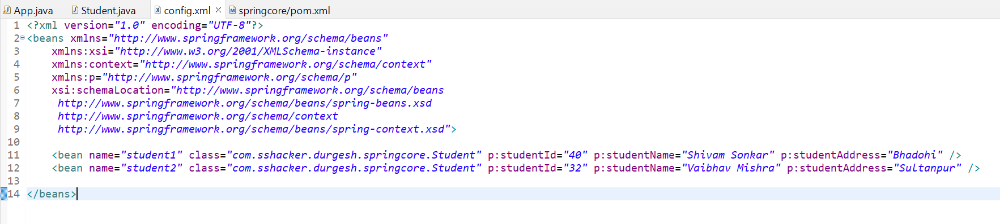 App.java Student.java config.xml springcore/pom.xml
1 <?xml version="1.0" encoding="UTF-8"?>
2 <beans xmlns="http://www.springframework.org/schema/beans"
3 xmlns:xsi="http://www.w3.org/2001/XMLSchema-instance"
4 xmlns:context="http://www.springframework.org/schema/context"
5 xmlns:p="http://www.springframework.org/schema/p"
6 xsi:schemaLocation="http://www.springframework.org/schema/beans
7 http://www.springframework.org/schema/beans/spring-beans.xsd
8 http://www.springframework.org/schema/context
9 http://www.springframework.org/schema/beans/spring-context.xsd">
10
11 <bean name="student1" class="com.sshacker.durgesh.springcore.Student" p:studentId="40" p:studentName="Shivam Sonkar" p:studentAddress="Bhadohi" />
12 <bean name="student2" class="com.sshacker.durgesh.springcore.Student" p:studentId="32" p:studentName="Vaibhav Mishra" p:studentAddress="Sultanpur" />
13
14 </beans>